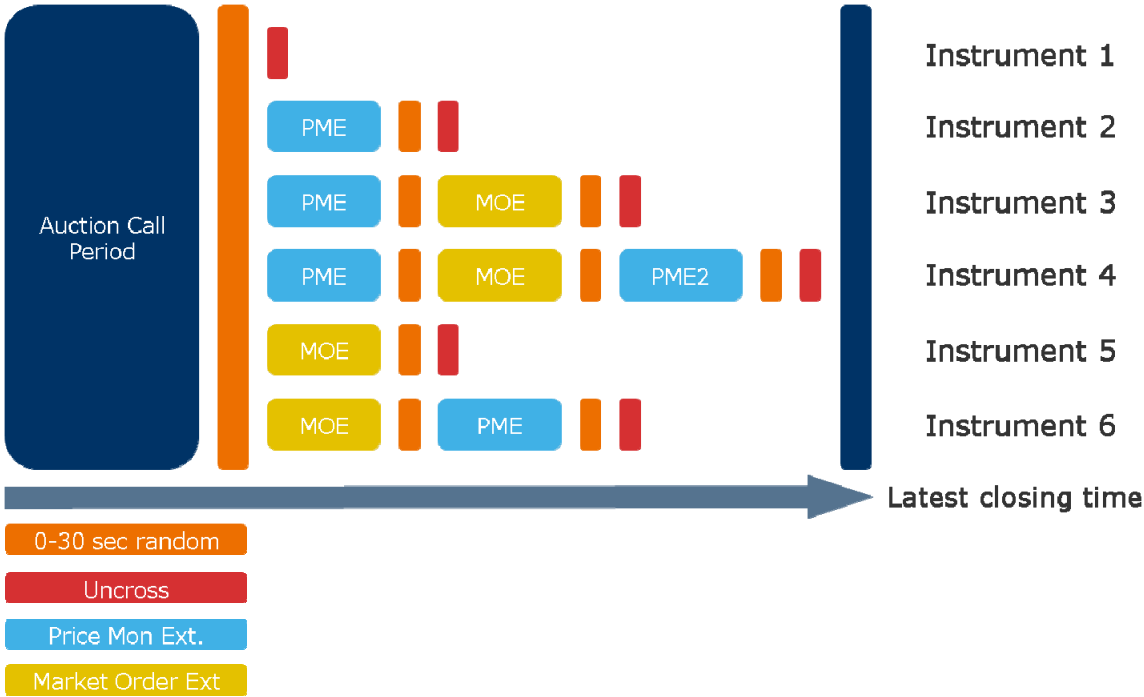 Instrument 1
PME
Instrument 2
PME
MOE
Instrument 3
Auction Call
Period
PME
MOE
PME2
Instrument 4
MOE
Instrument 5
MOE
PME
Instrument 6
Latest closing time
0-30 sec random
Uncross
Price Mon Ext.
Market Order Ext